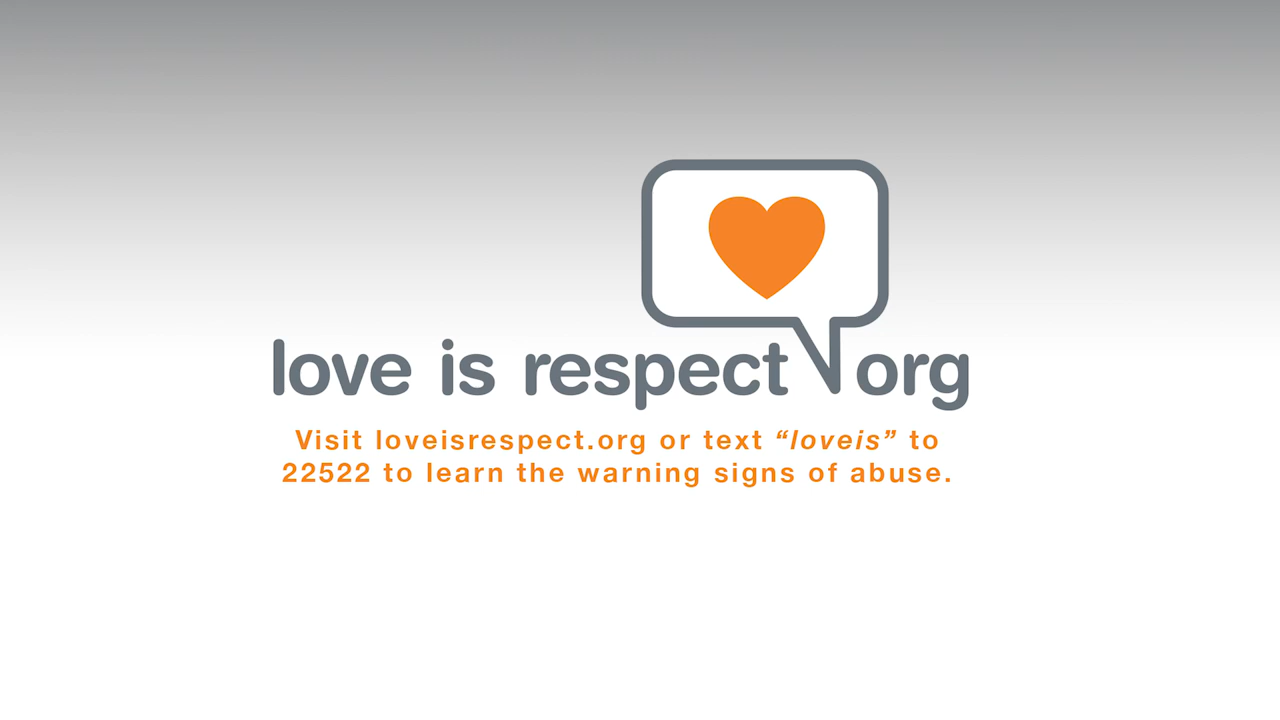 love is respect org
Visit loveisrespect.org or text “loveis” to
22522 to learn the warning signs of abuse.